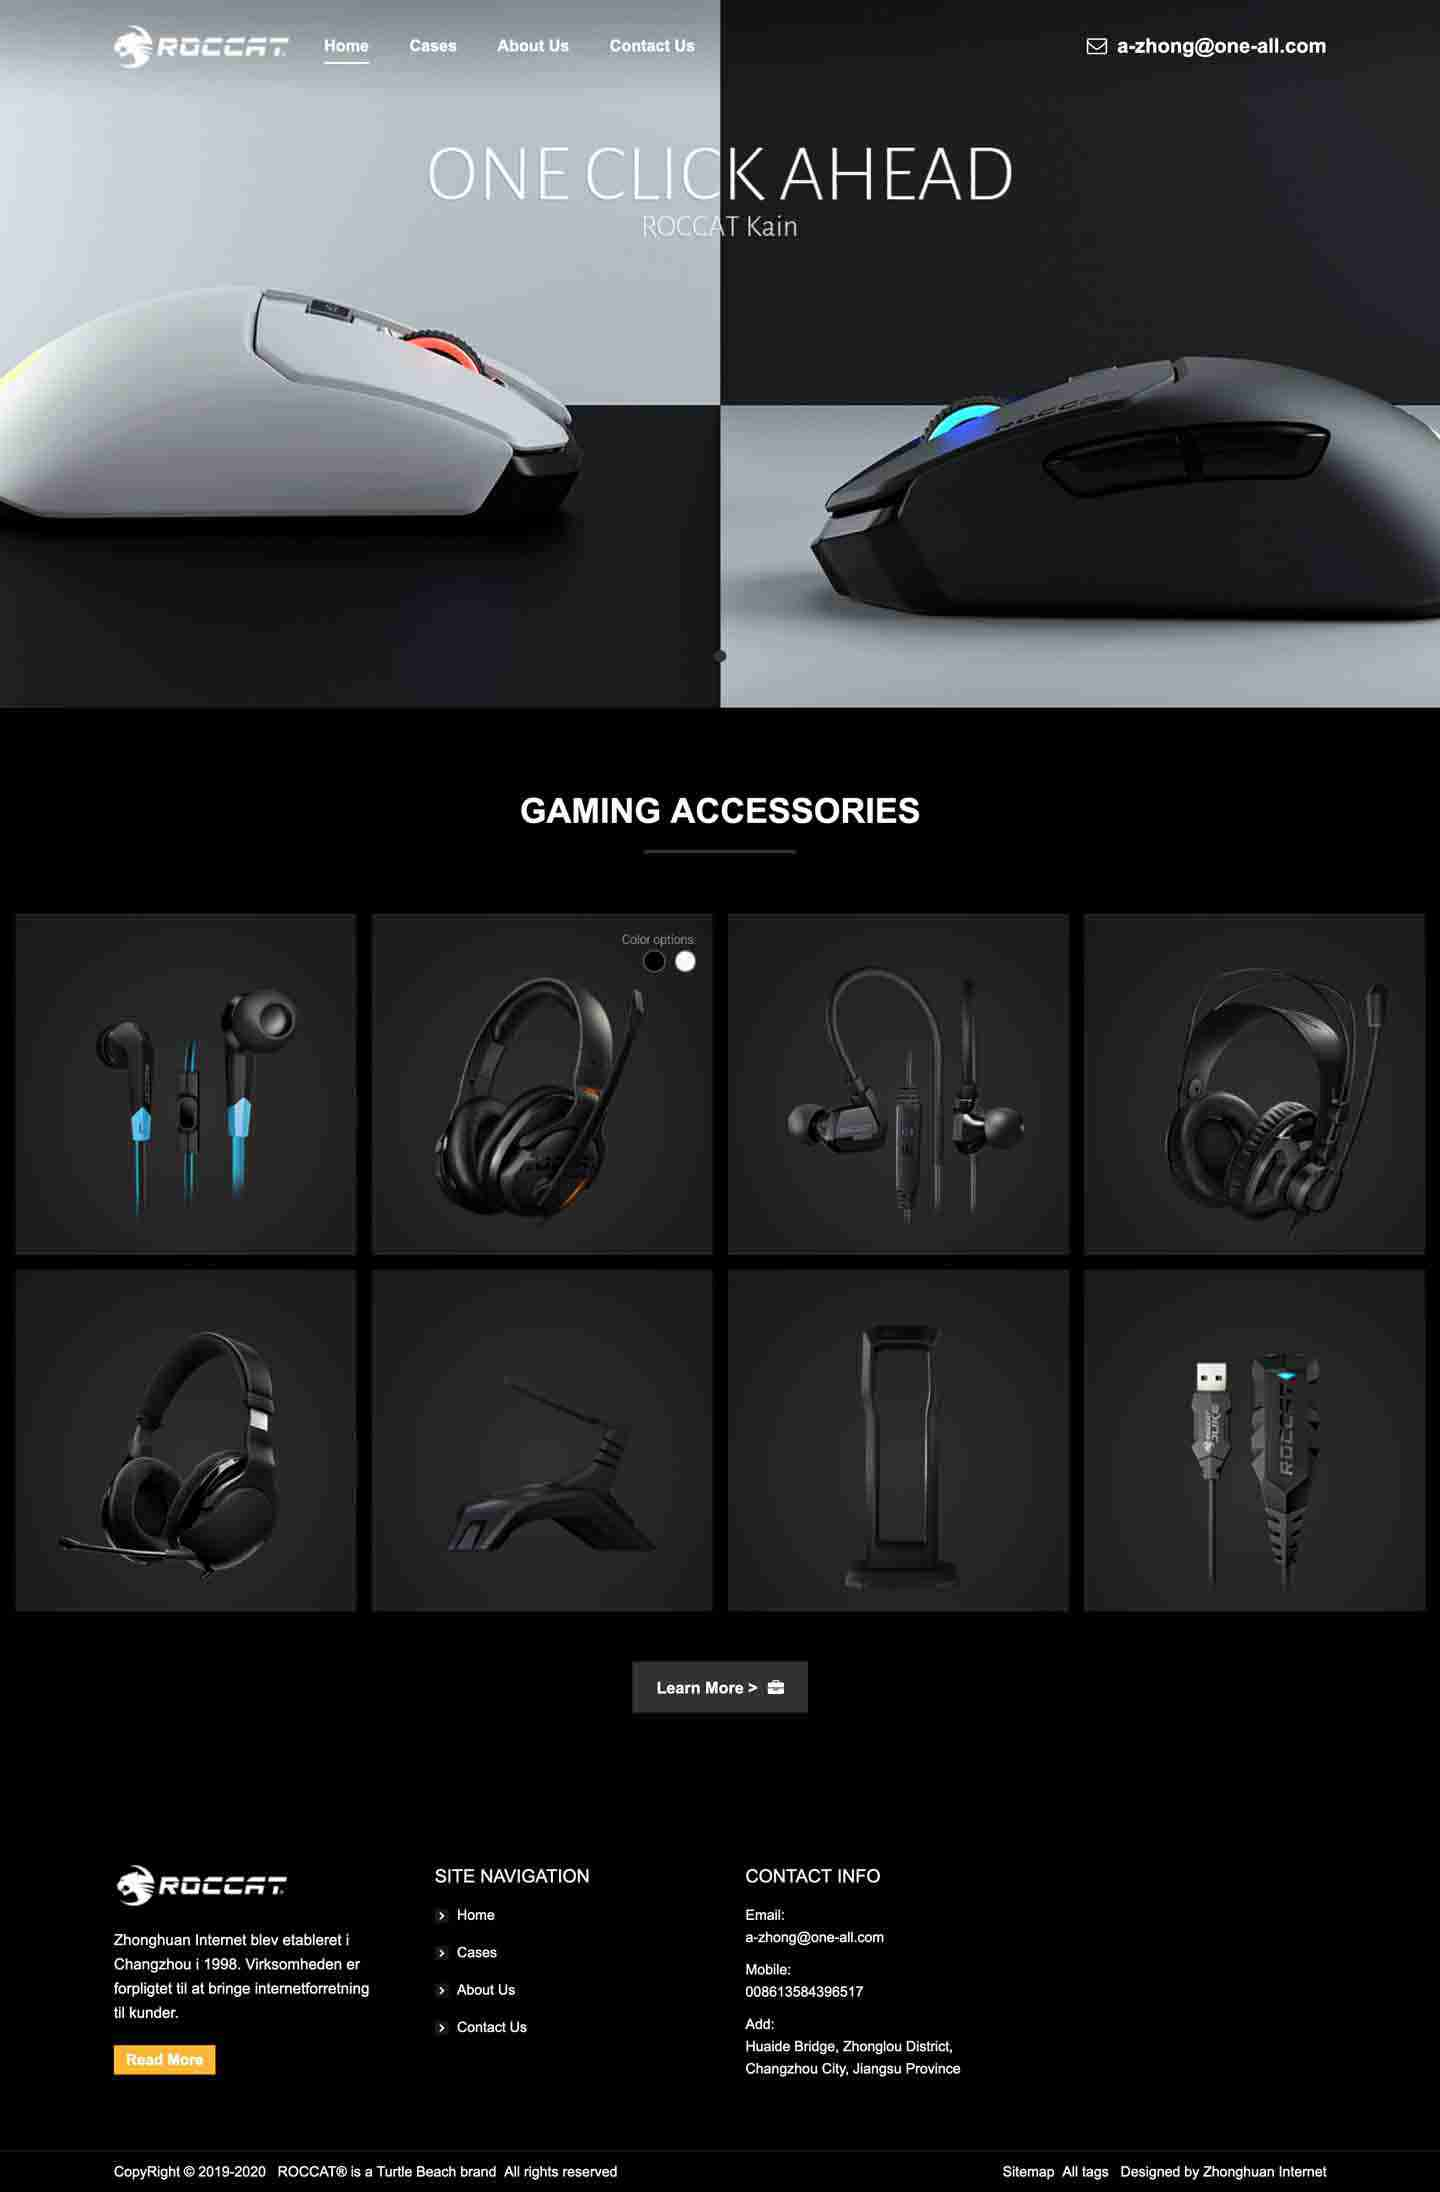 ROCCAT
Home
Cases
About Us
Contact Us
a-zhong@one-all.com
ONE CLICK AHEAD
ROCCAT Kain
ROCCAT
GAMING ACCESSORIES
Color options:
ROCCAT
JUKE
ROCCAT
Learn More >
ROCCAT
Zhonghuan Internet blev etableret i
Changzhou i 1998. Virksomheden er
forpligtet til at bringe internetforretning
til kunder.
Read More
SITE NAVIGATION
Home
Cases
About Us
Contact Us
CONTACT INFO
Email:
a-zhong@one-all.com
Mobile:
008613584396517
Add:
Huaide Bridge, Zhonglou District,
Changzhou City, Jiangsu Province
CopyRight © 2019-2020 ROCCAT® is a Turtle Beach brand All rights reserved
Sitemap All tags Designed by Zhonghuan Internet